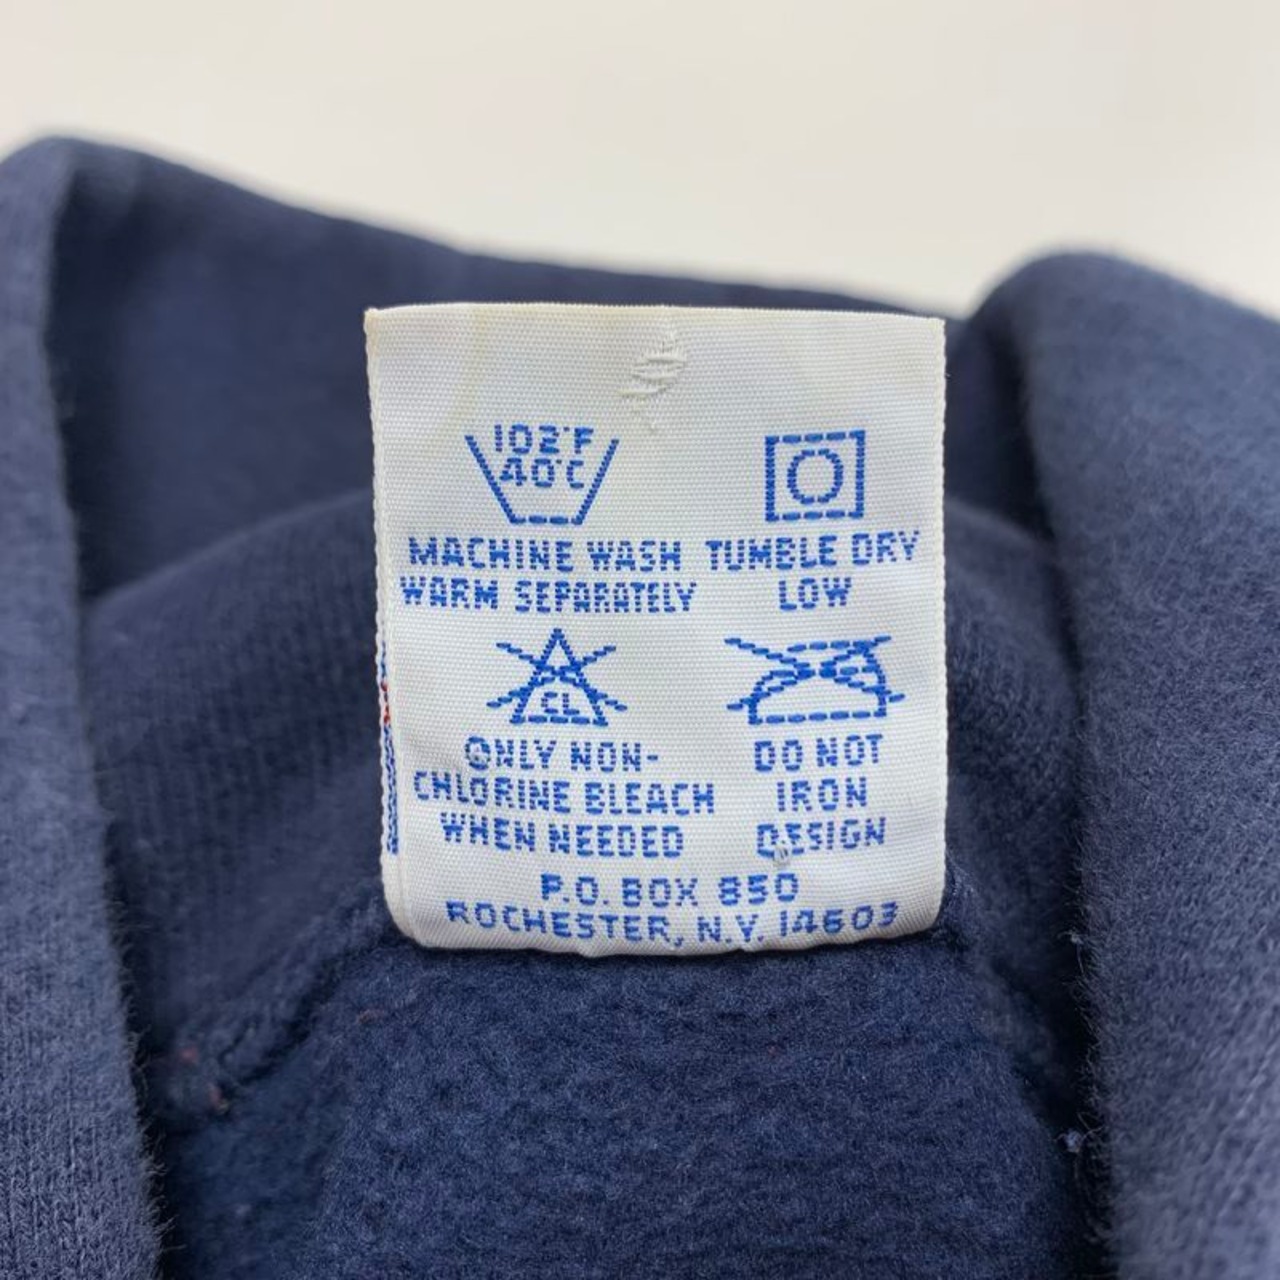 102°F
40°C
MACHINE WASH
WARM SEPARATELY
TUMBLE DRY
LOW
CL
ONLY NON-
CHLORINE BLEACH
WHEN NEEDED
DO NOT
IRON
DESIGN
P.O. BOX 850
ROCHESTER, N.Y. 14603